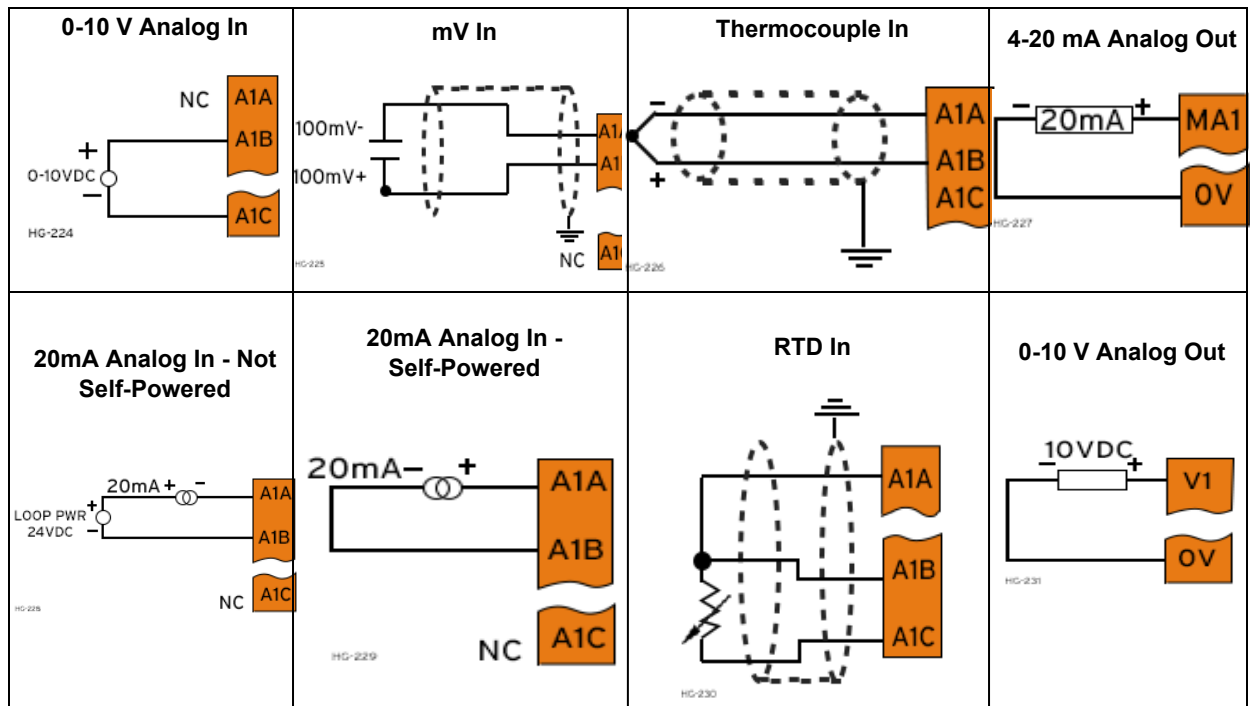 0-10 V Analog In
NC
A1A
A1B
+
0-10VDC
−
A1C
HG-224
mV In
100mV-
100mV+
A1
A1
NC
A1
HG-225
Thermocouple In
−
+
A1A
A1B
A1C
HG-226
4-20 mA Analog Out
− 20mA +
MA1
0V
HG-227
20mA Analog In - Not
Self-Powered
20mA + −
A1A
LOOP PWR +
24VDC −
A1B
NC
A1C
20mA Analog In -
Self-Powered
20mA− +
A1A
A1B
NC
A1C
HG-229
RTD In
A1A
A1B
A1C
HG-230
0-10 V Analog Out
10VDC
− +
V1
0V
HG-231